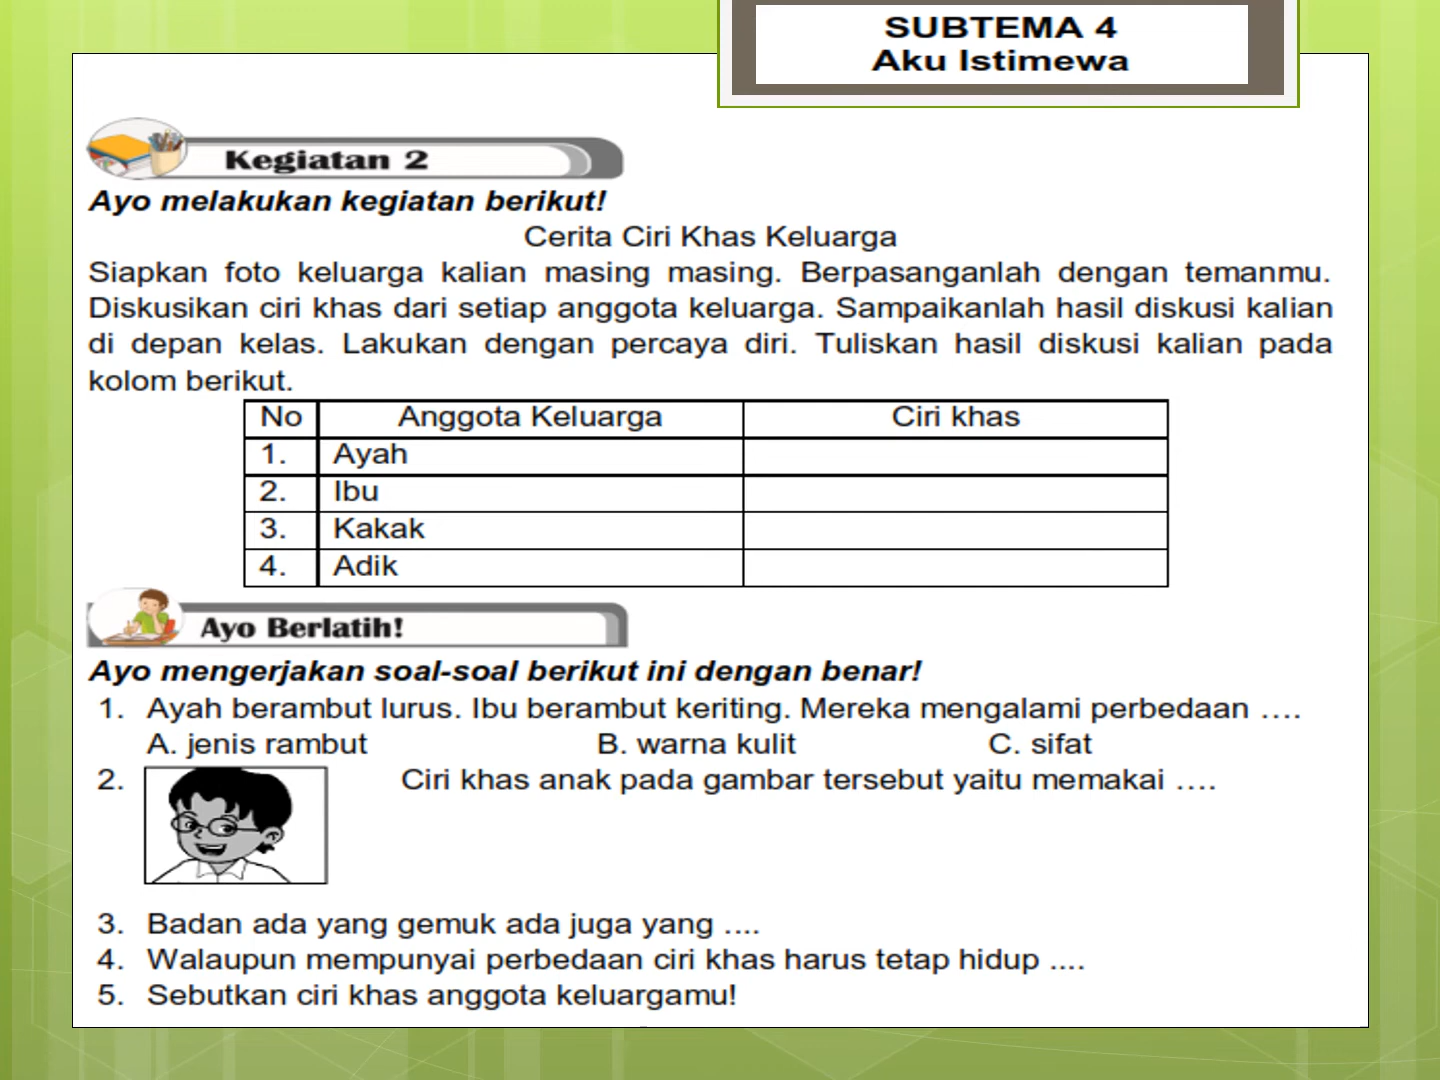 SUBTEMA 4
Aku Istimewa
Kegiatan 2
Ayo melakukan kegiatan berikut!
Cerita Ciri Khas Keluarga
Siapkan foto keluarga kalian masing masing. Berpasanganlah dengan temanmu.
Diskusikan ciri khas dari setiap anggota keluarga. Sampaikanlah hasil diskusi kalian
di depan kelas. Lakukan dengan percaya diri. Tuliskan hasil diskusi kalian pada
kolom berikut.
No Anggota Keluarga Ciri khas
1. Ayah
2. Ibu
3. Kakak
4. Adik
Ayo Berlatih!
Ayo mengerjakan soal-soal berikut ini dengan benar!
1. Ayah berambut lurus. Ibu berambut keriting. Mereka mengalami perbedaan ....
A. jenis rambut B. warna kulit C. sifat
2. Ciri khas anak pada gambar tersebut yaitu memakai ....
3. Badan ada yang gemuk ada juga yang ....
4. Walaupun mempunyai perbedaan ciri khas harus tetap hidup ....
5. Sebutkan ciri khas anggota keluargamu!